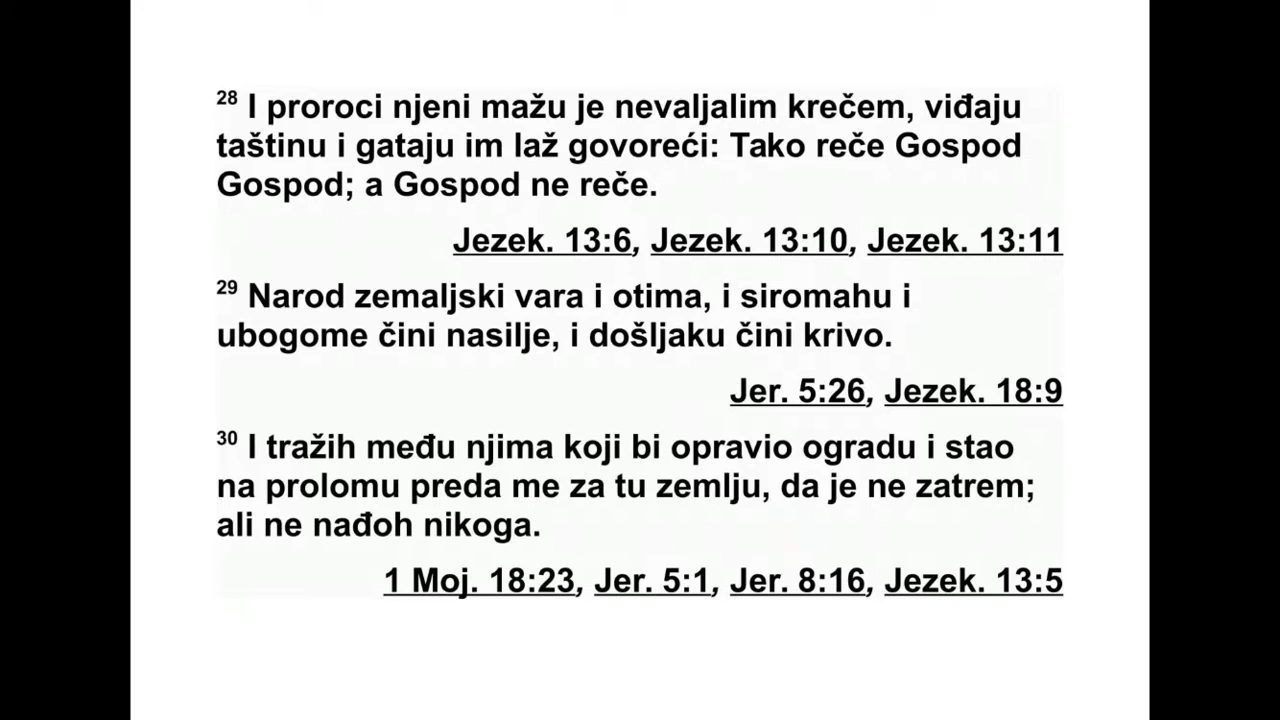 28 I proroci njeni mažu je nevaljalim krečem, viđaju
taštinu i gataju im laž govoreći: Tako reče Gospod
Gospod; a Gospod ne reče.
Jezek. 13:6, Jezek. 13:10, Jezek. 13:11
29 Narod zemaljski vara i otima, i siromahu i
ubogome čini nasilje, i došljaku čini krivo.
Jer. 5:26, Jezek. 18:9
30 I tražih među njima koji bi opravio ogradu i stao
na prolomu preda me za tu zemlju, da je ne zatrem;
ali ne nađoh nikoga.
1 Moj. 18:23, Jer. 5:1, Jer. 8:16, Jezek. 13:5